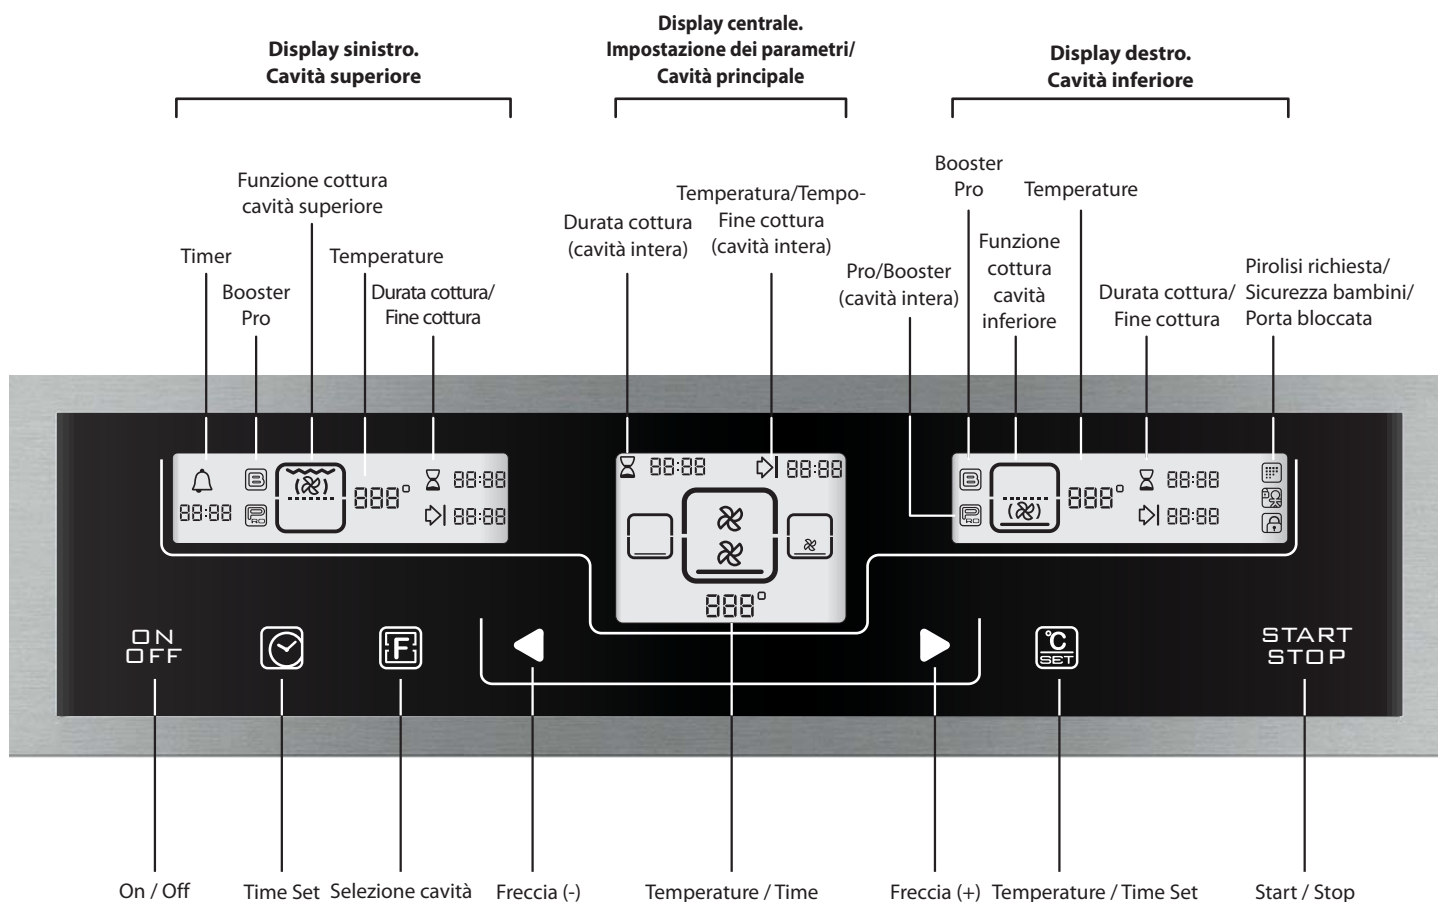 Display sinistro.
Cavità superiore
Display centrale.
Impostazione dei parametri/
Cavità principale
Display destro.
Cavità inferiore
Timer
Booster
Pro
Funzione cottura
cavità superiore
Temperature
Durata cottura/
Fine cottura
Durata cottura
(cavità intera)
Temperatura/Tempo-
Fine cottura
(cavità intera)
Pro/Booster
(cavità intera)
Booster
Pro
Funzione
cottura
cavità
inferiore
Temperature
Durata cottura/
Fine cottura
Pirolisi richiesta/
Sicurezza bambini/
Porta bloccata
B
88:88
PRO
888°
88:88
88:88
88:88
88:88
888°
B
PRO
888°
88:88
88:88
ON
OFF
F
°C
SET
START
STOP
On / Off
Time Set
Selezione cavità
Freccia (-)
Temperature / Time
Freccia (+)
Temperature / Time Set
Start / Stop